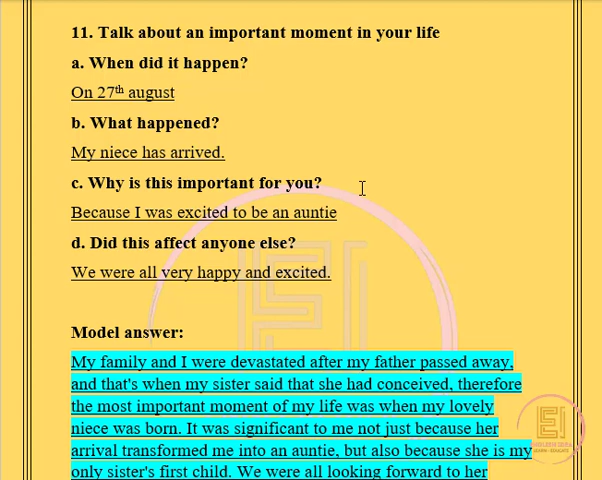 11. Talk about an important moment in your life
a. When did it happen?
On 27th august
b. What happened?
My niece has arrived.
c. Why is this important for you?
Because I was excited to be an auntie
d. Did this affect anyone else?
We were all very happy and excited.
Model answer:
My family and I were devastated after my father passed away,
and that's when my sister said that she had conceived, therefore
the most important moment of my life was when my lovely
niece was born. It was significant to me not just because her
arrival transformed me into an auntie, but also because she is my
only sister's first child. We were all looking forward to her